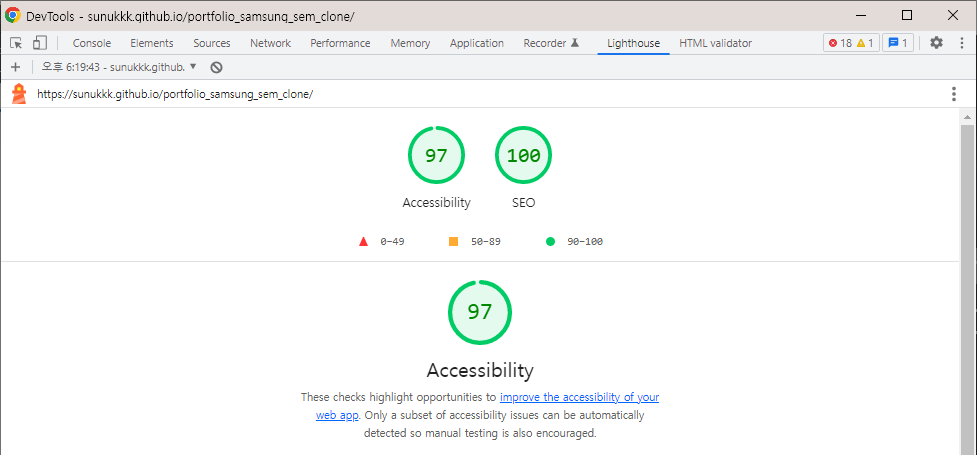 DevTools - sunukkk.github.io/portfolio_samsung_sem_clone/
Console Elements Sources Network Performance Memory Application Recorder Lighthouse HTML validator 18 1 1
오후 6:19:43 - sunukkk.github.
https://sunukkk.github.io/portfolio_samsung_sem_clone/
97 100
Accessibility SEO
0–49 50–89 90–100
97
Accessibility
These checks highlight opportunities to improve the accessibility of your
web app. Only a subset of accessibility issues can be automatically
detected so manual testing is also encouraged.